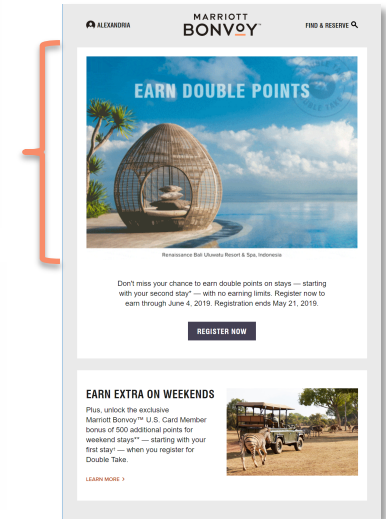 ALEXANDRIA
MARRIOTT
BONVOY™
FIND & RESERVE
EARN DOUBLE POINTS
Renaissance Bali Uluwatu Resort & Spa, Indonesia
Don't miss your chance to earn double points on stays — starting
with your second stay* — with no earning limits. Register now to
earn through June 4, 2019. Registration ends May 21, 2019.
REGISTER NOW
EARN EXTRA ON WEEKENDS
Plus, unlock the exclusive
Marriott Bonvoy™ U.S. Card Member
bonus of 500 additional points for
weekend stays** — starting with your
first stay* — when you register for
Double Take.
LEARN MORE >